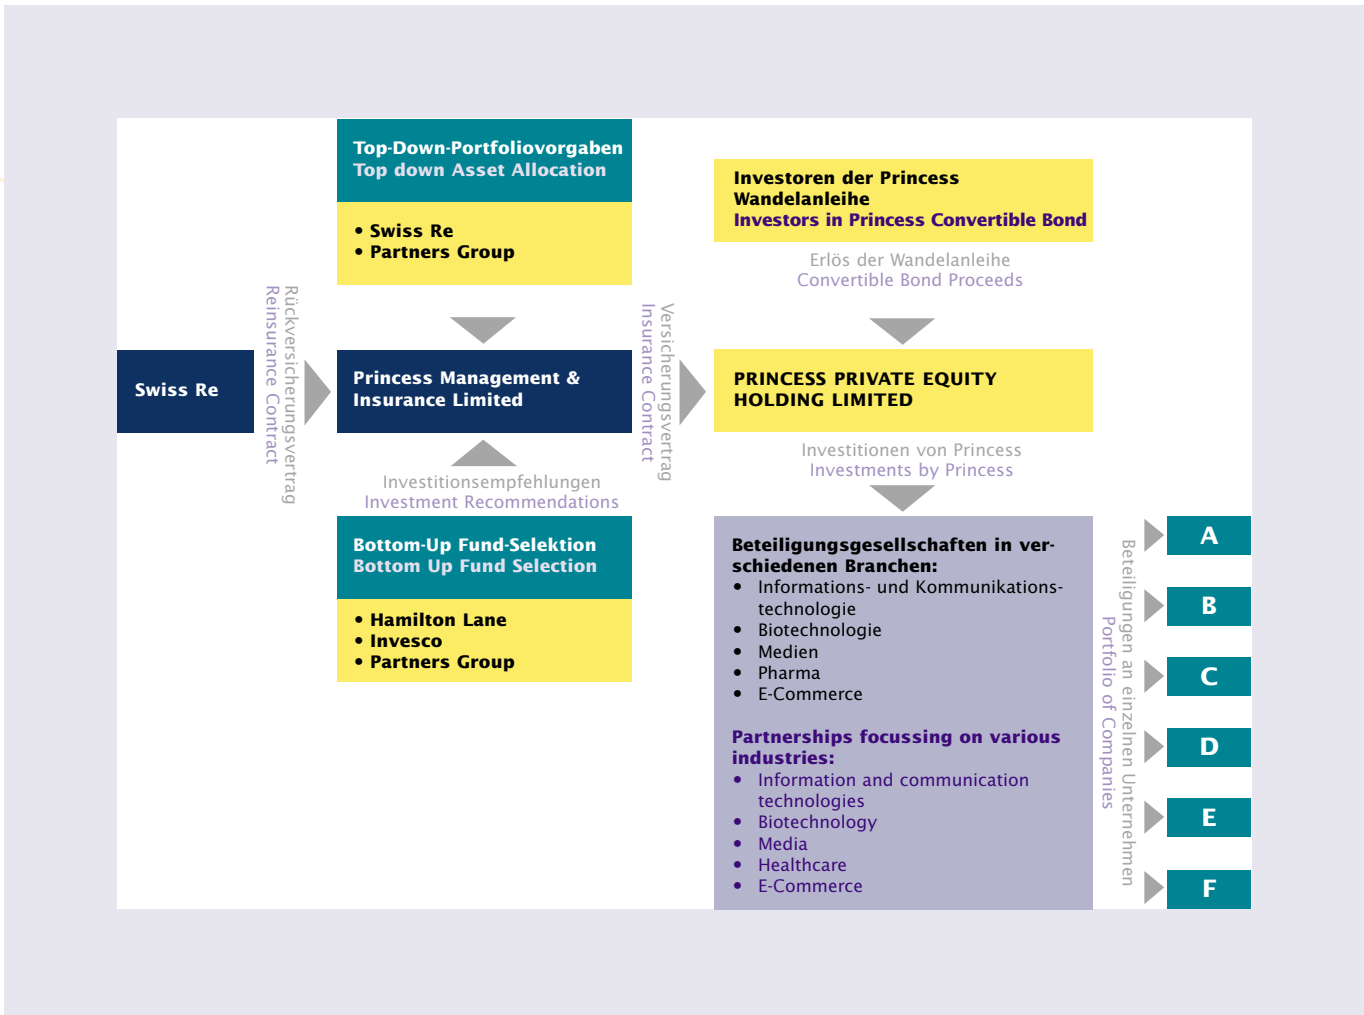 Top-Down-Portfoliovorgaben
Top down Asset Allocation
• Swiss Re
• Partners Group
Investoren der Princess
Wandelanleihe
Investors in Princess Convertible Bond
Erlös der Wandelanleihe
Convertible Bond Proceeds
Swiss Re
Rückversicherungsvertrag
Reinsurance Contract
Princess Management &
Insurance Limited
Versicherungsvertrag
Insurance Contract
PRINCESS PRIVATE EQUITY
HOLDING LIMITED
Investitionsempfehlungen
Investment Recommendations
Investitionen von Princess
Investments by Princess
Bottom-Up Fund-Selektion
Bottom Up Fund Selection
• Hamilton Lane
• Invesco
• Partners Group
Beteiligungsgesellschaften in ver-
schiedenen Branchen:
• Informations- und Kommunikations-
technologie
• Biotechnologie
• Medien
• Pharma
• E-Commerce
Partnerships focussing on various
industries:
• Information and communication
technologies
• Biotechnology
• Media
• Healthcare
• E-Commerce
Beteiligungen an einzelnen Unternehmen
Portfolio of Companies
A
B
C
D
E
F